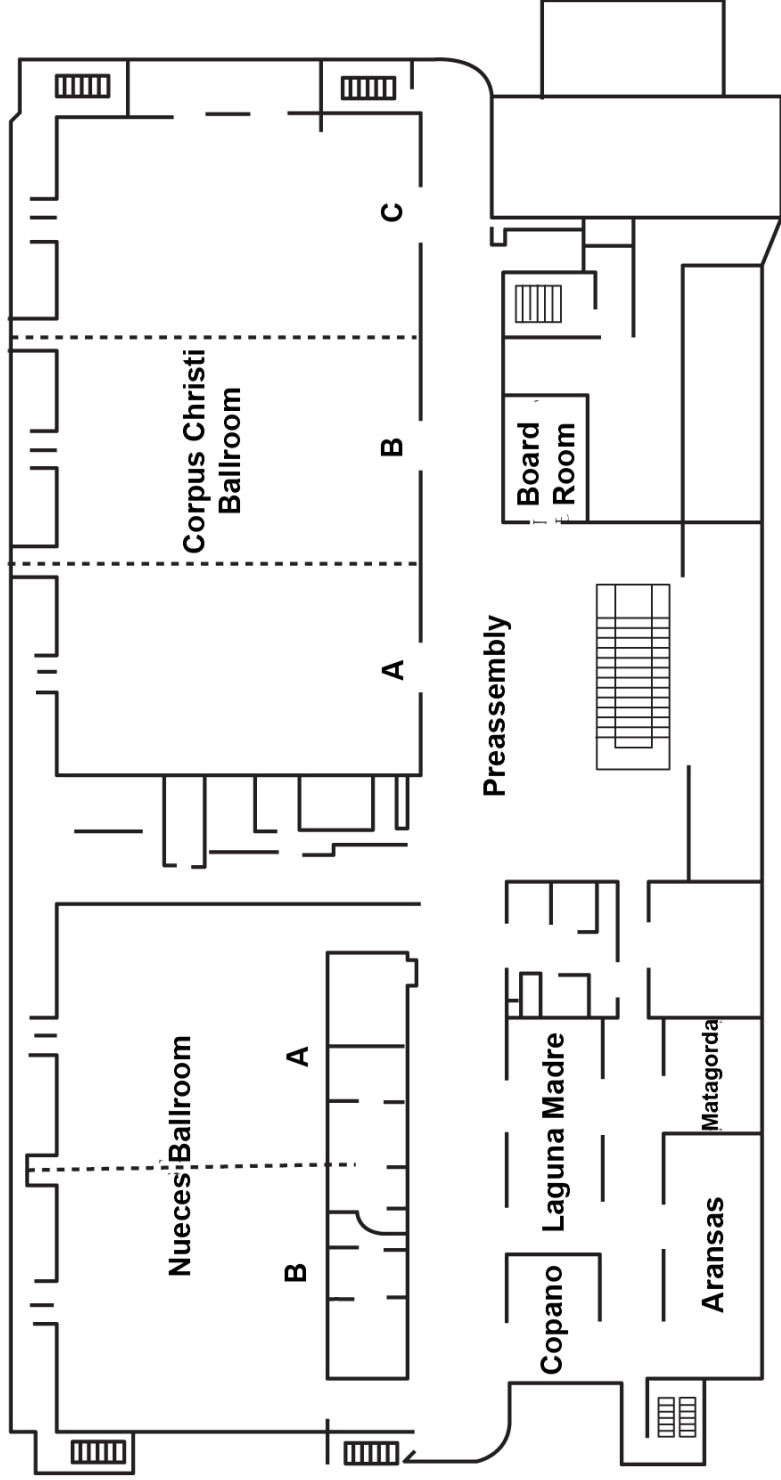 Corpus Christi
Ballroom
A
B
C
Preassembly
Board
Room
Nueces Ballroom
B
A
Laguna Madre
Copano
Aransas
Matagorda